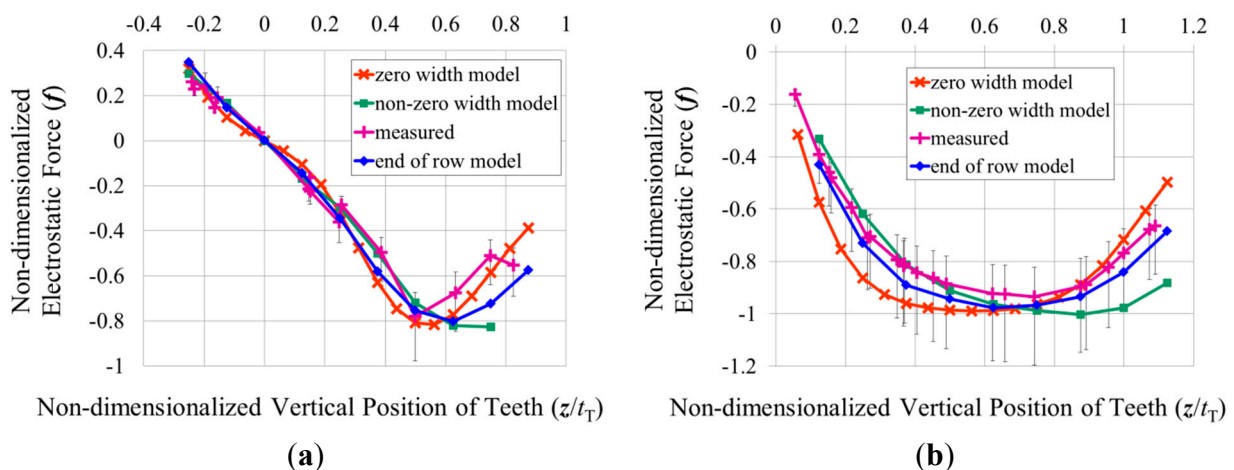 -0.4 -0.2 0 0.2 0.4 0.6 0.8 1
0.4
0.2
0
-0.2
-0.4
-0.6
-0.8
-1
Non-dimensionalized
Electrostatic Force (f)
zero width model
non-zero width model
measured
end of row model
Non-dimensionalized Vertical Position of Teeth (z/tT)
(a)
0 0.2 0.4 0.6 0.8 1 1.2
0
-0.2
-0.4
-0.6
-0.8
-1
-1.2
Non-dimensionalized
Electrostatic Force (f)
zero width model
non-zero width model
measured
end of row model
Non-dimensionalized Vertical Position of Teeth (z/tT)
(b)